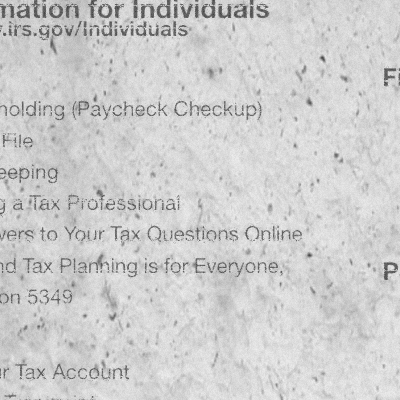 mation for Individuals
.irs.gov/Individuals
Fi
holding (Paycheck Checkup)
File
eeping
g a Tax Professional
vers to Your Tax Questions Online
nd Tax Planning is for Everyone,
P
on 5349
ur Tax Account